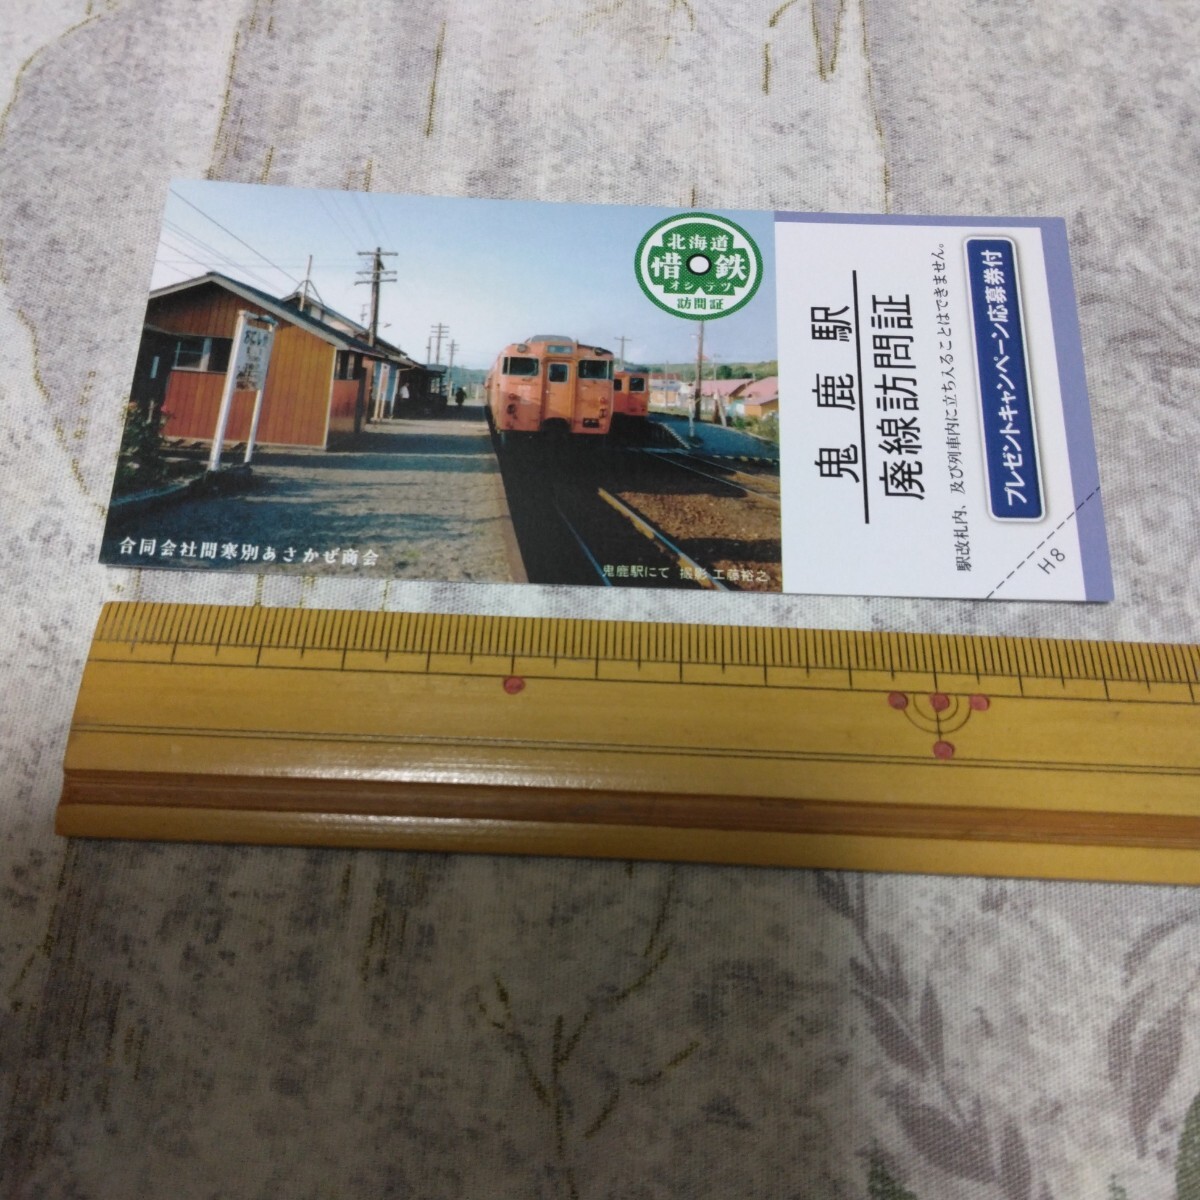 北海道
惜鉄
オシテツ
訪問証
合同会社問寒別あさかぜ商会
鬼鹿駅にて 撮影 工藤裕之
鬼鹿駅
廃線訪問証
駅改札内、及び列車内に立ち入ることはできません。
プレゼントキャンペーン応募券付
H8